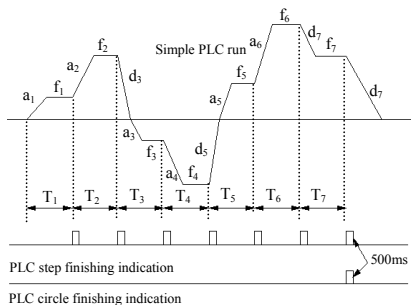 f₆
a₆
d₇
f₂
Simple PLC run
f₇
a₂
f₁
d₃
f₅
a₁
a₅
d₇
a₃
f₃
d₅
a₄
f₄
T₁
T₂
T₃
T₄
T₅
T₆
T₇
500ms
PLC step finishing indication
PLC circle finishing indication